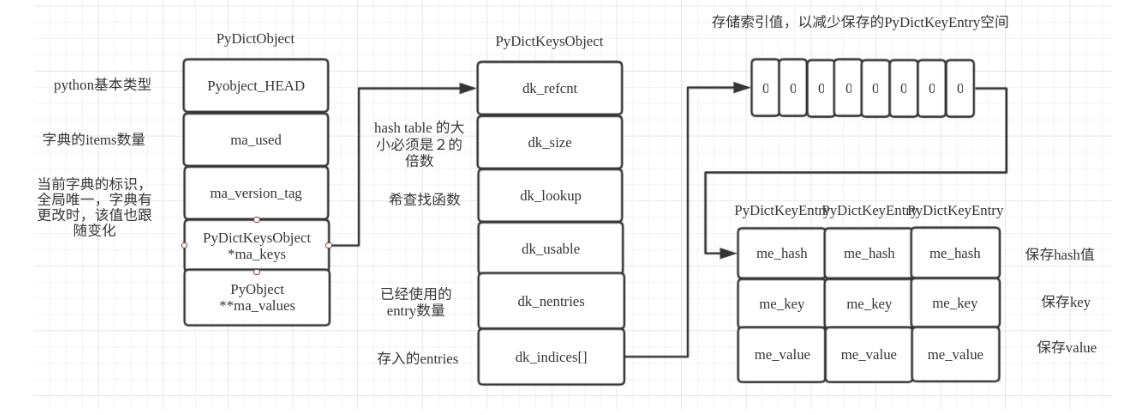 存储索引值，以减少保存的PyDictKeyEntry空间
PyDictObject
PyDictKeysObject
python基本类型
Pyobject_HEAD
dk_refcnt
0 0 0 0 0 0 0 0
字典的items数量
ma_used
hash table 的大
小必须是２的
倍数
dk_size
当前字典的标识，
全局唯一，字典有
更改时，该值也跟
随变化
ma_version_tag
希查找函数
dk_lookup
PyDictKeyEntry PyDictKeyEntry PyDictKeyEntry
PyDictKeysObject
*ma_keys
dk_usable
me_hash me_hash me_hash 保存hash值
PyObject
**ma_values
已经使用的
entry数量
dk_nentries
me_key me_key me_key 保存key
存入的entries
dk_indices[]
me_value me_value me_value 保存value